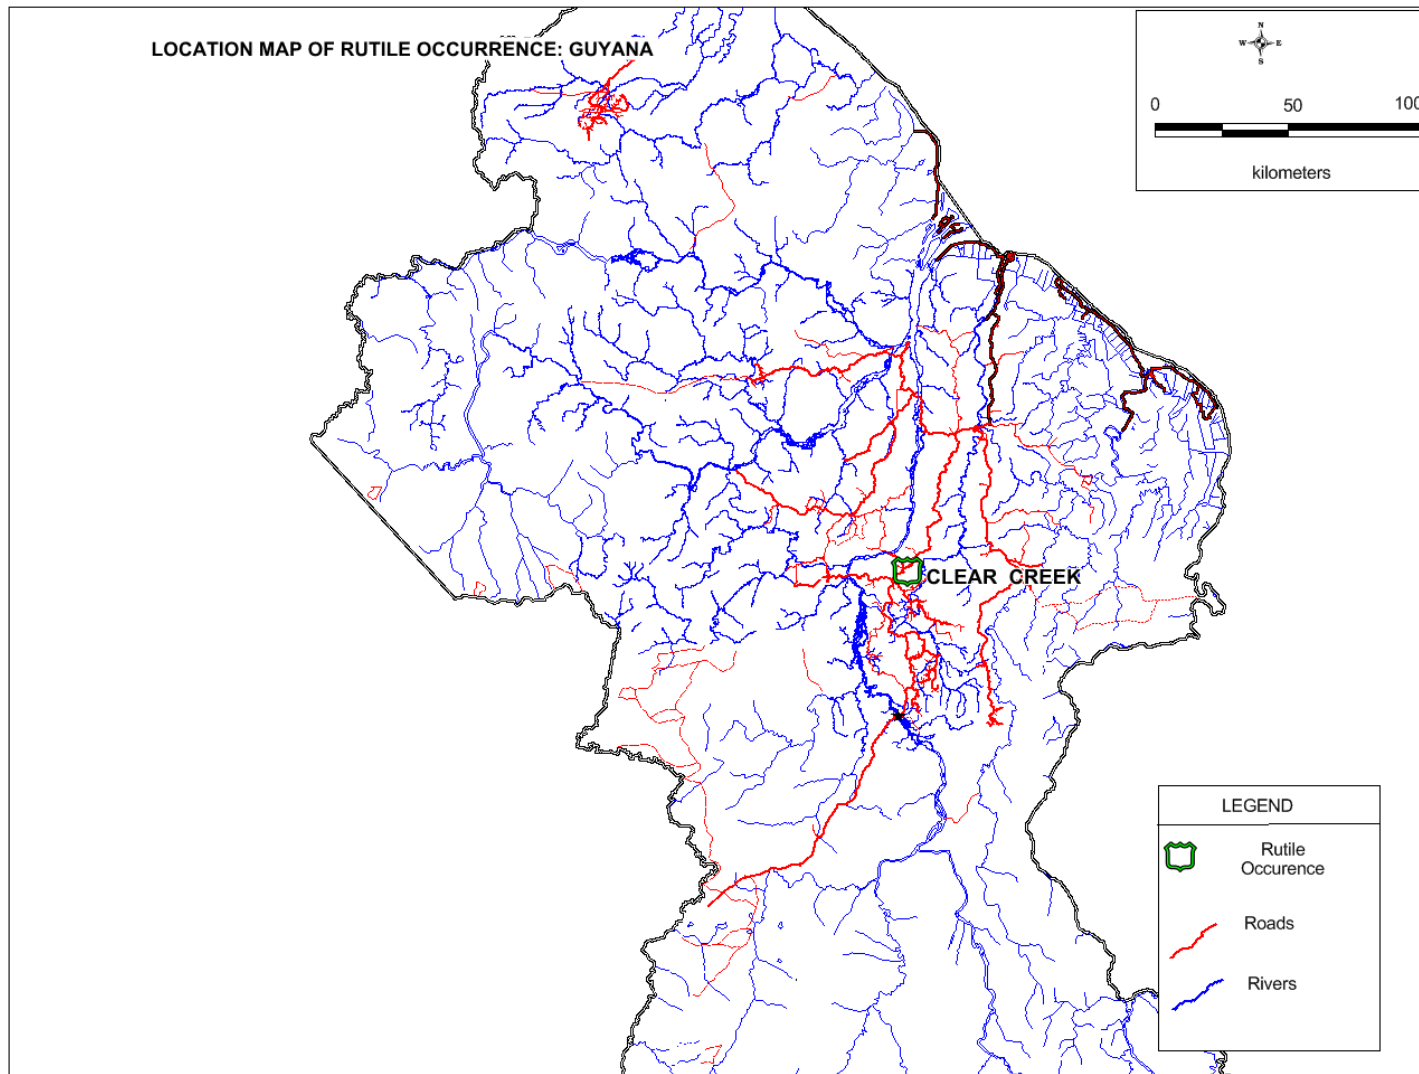 LOCATION MAP OF RUTILE OCCURRENCE: GUYANA
N
W E
S
0 50 100
kilometers
CLEAR CREEK
LEGEND
Rutile
Occurence
Roads
Rivers